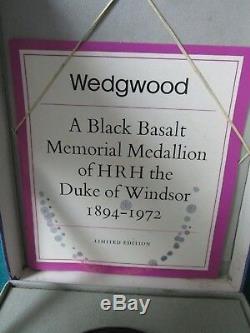 Wedgwood
A Black Basalt
Memorial Medallion
of HRH the
Duke of Windsor
1894-1972
LIMITED EDITION